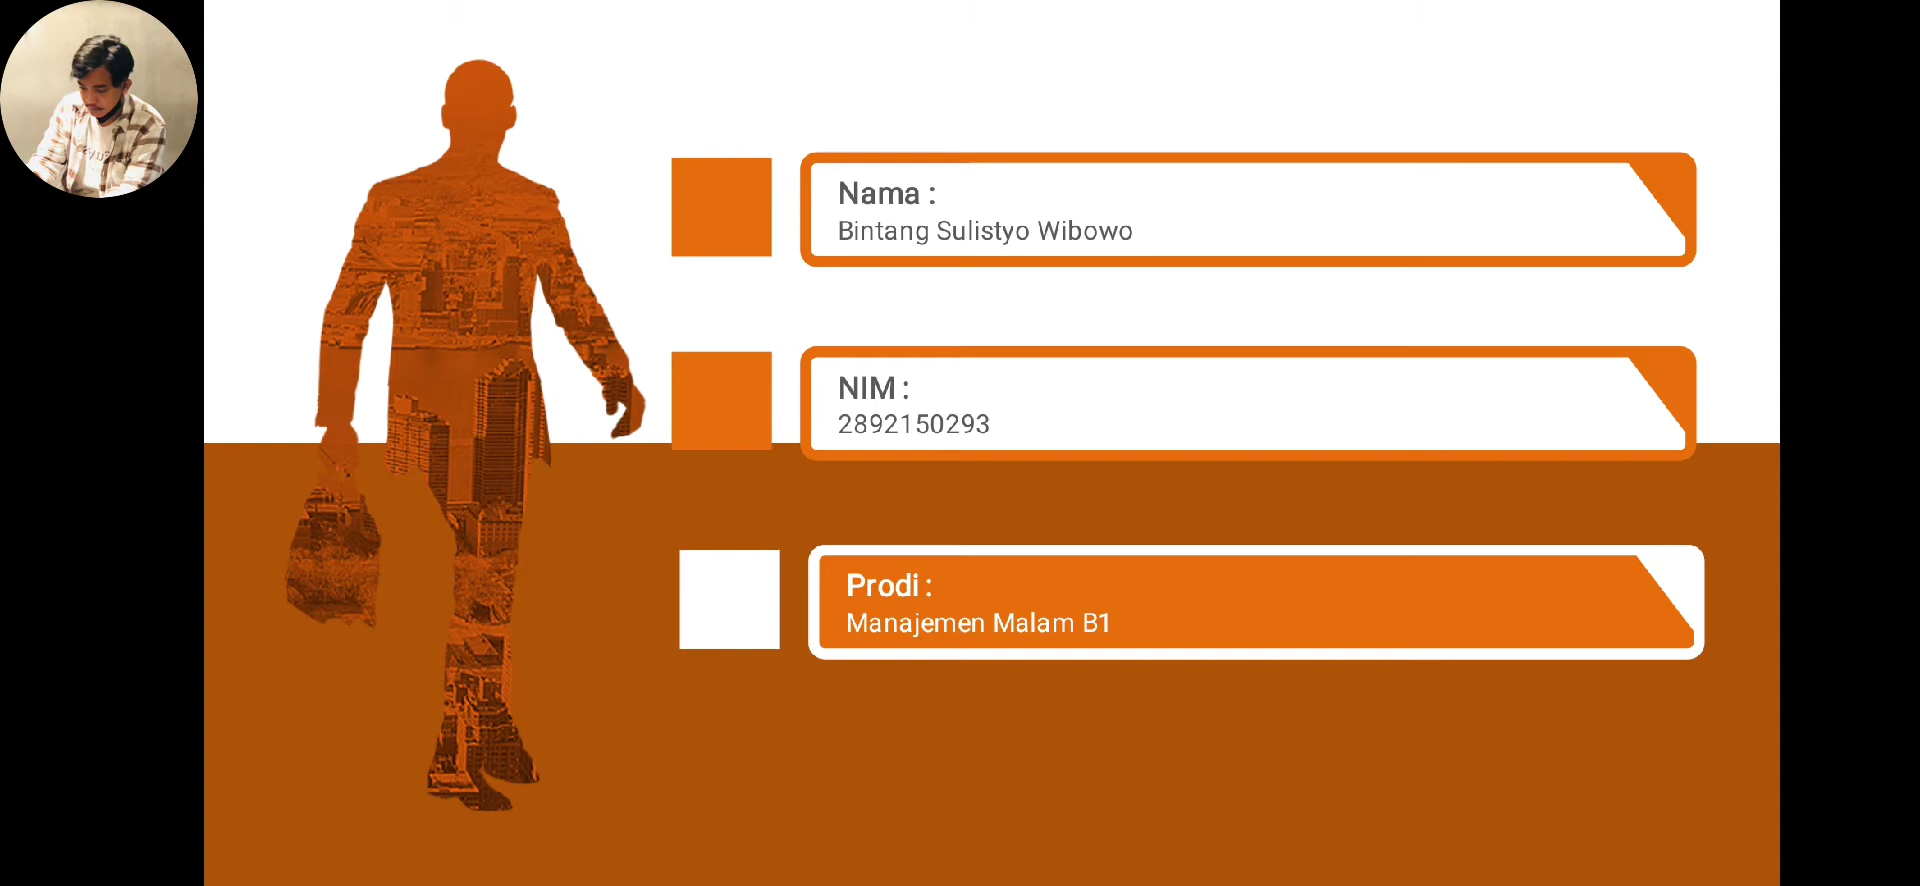 Nama :
Bintang Sulistyo Wibowo
NIM :
2892150293
Prodi :
Manajemen Malam B1